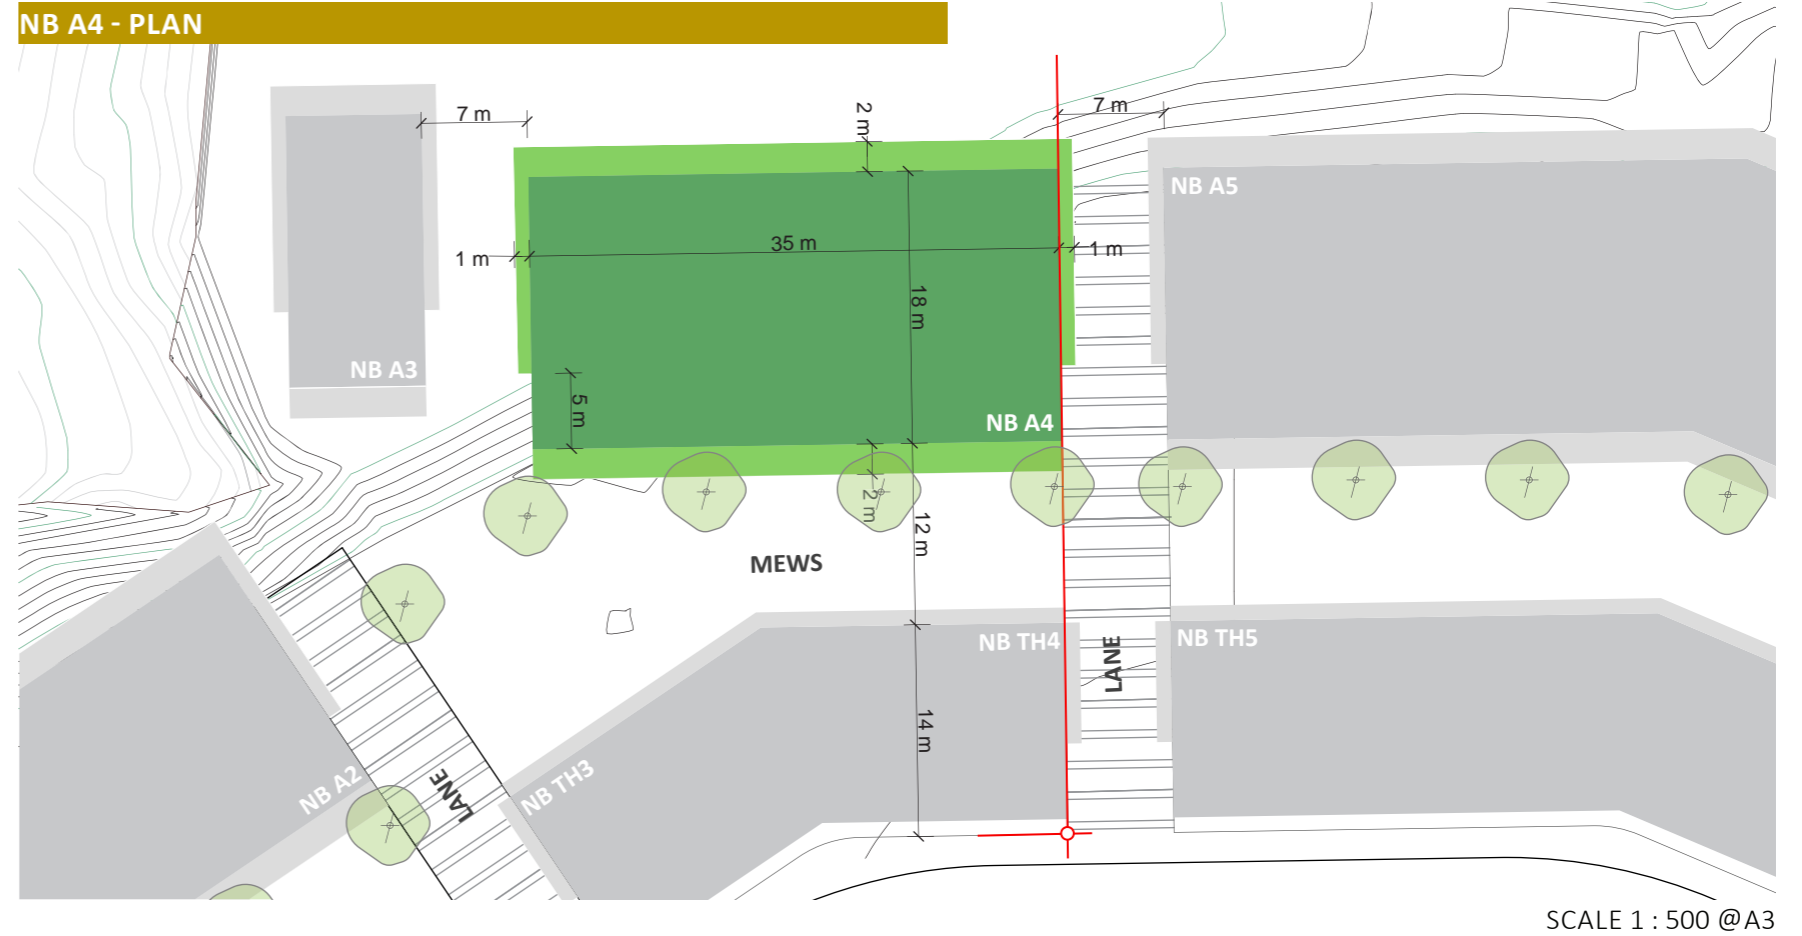 NB A4 - PLAN
7 m
2 m
7 m
NB A5
35 m
1 m
1 m
18 m
NB A3
5 m
NB A4
2 m
12 m
MEWS
NB TH4
LANE
NB TH5
14 m
NB A2
LANE
NB TH3
SCALE 1 : 500 @A3